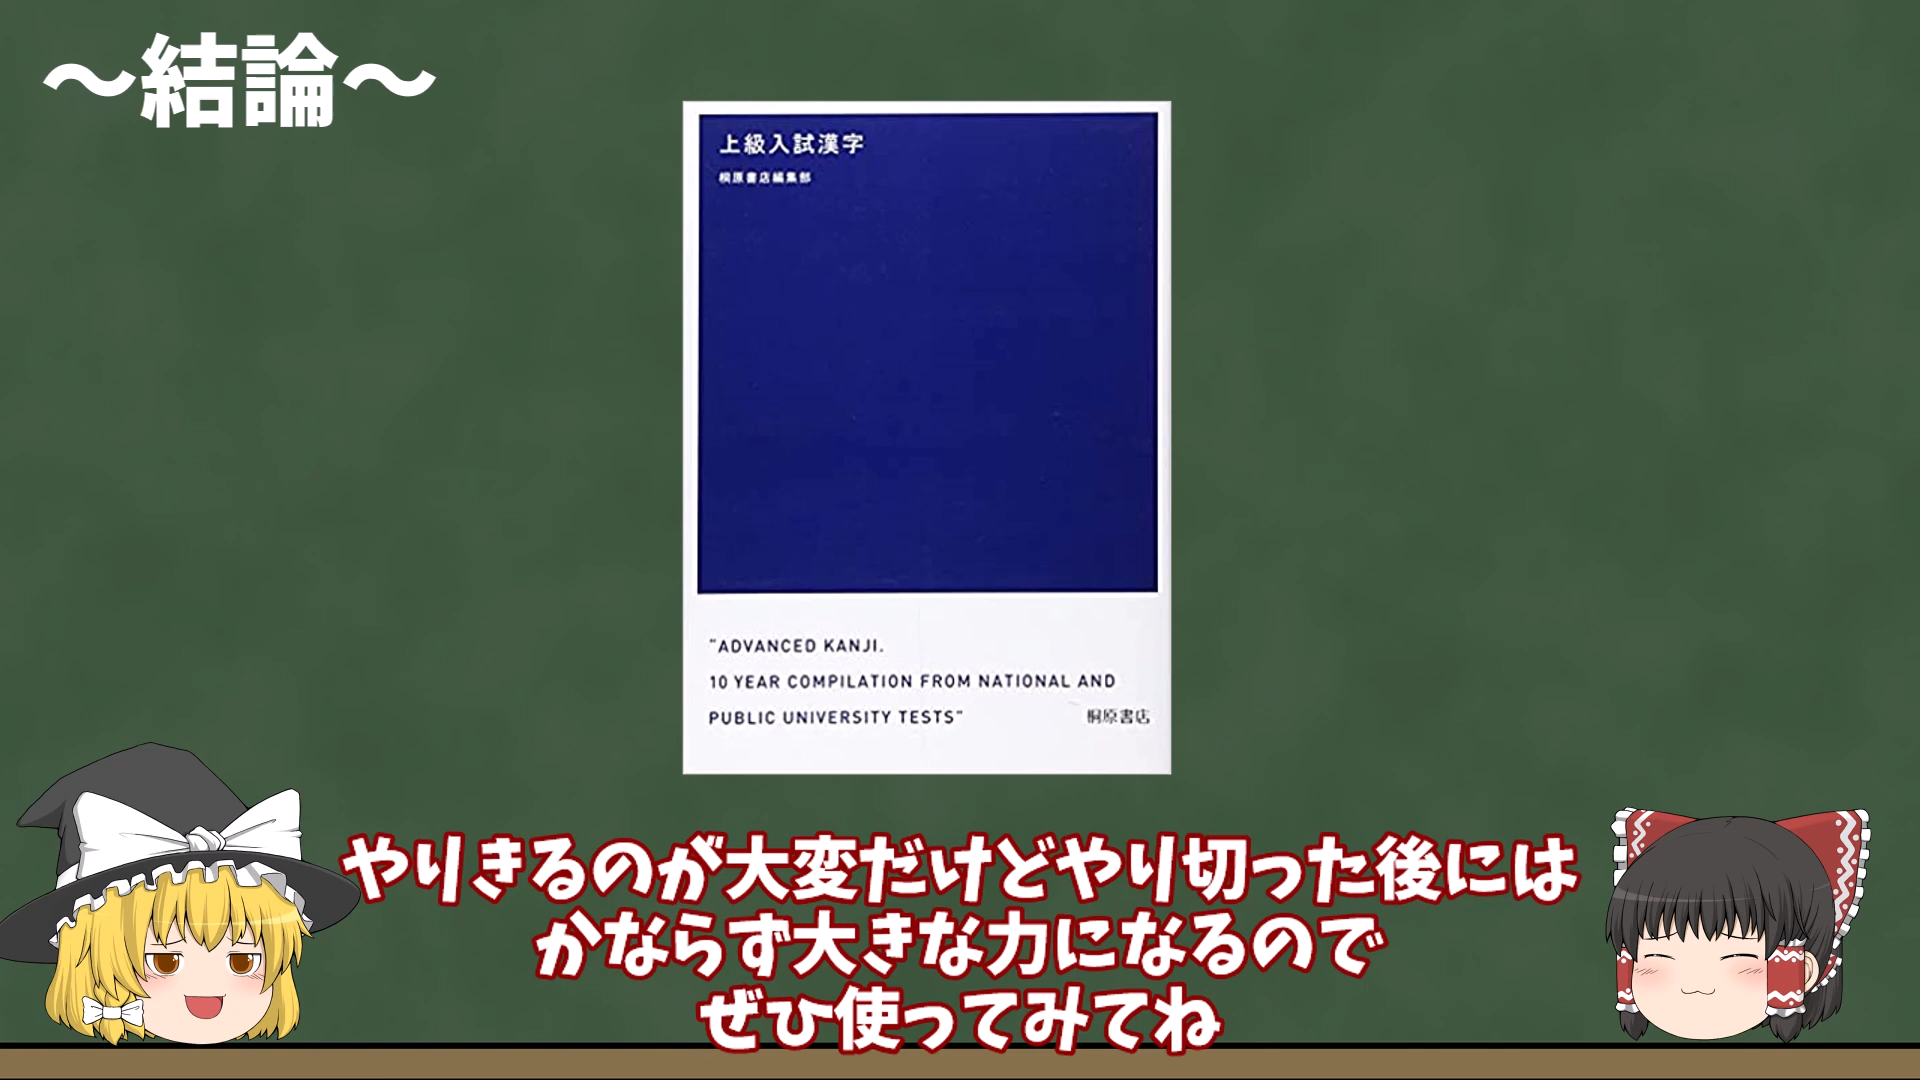 ～結論～
上級入試漢字
桐原書店編集部
"ADVANCED KANJI.
10 YEAR COMPILATION FROM NATIONAL AND
PUBLIC UNIVERSITY TESTS"
桐原書店
やりきるのが大変だけどやり切った後には
かならず大きな力になるので
ぜひ使ってみてね